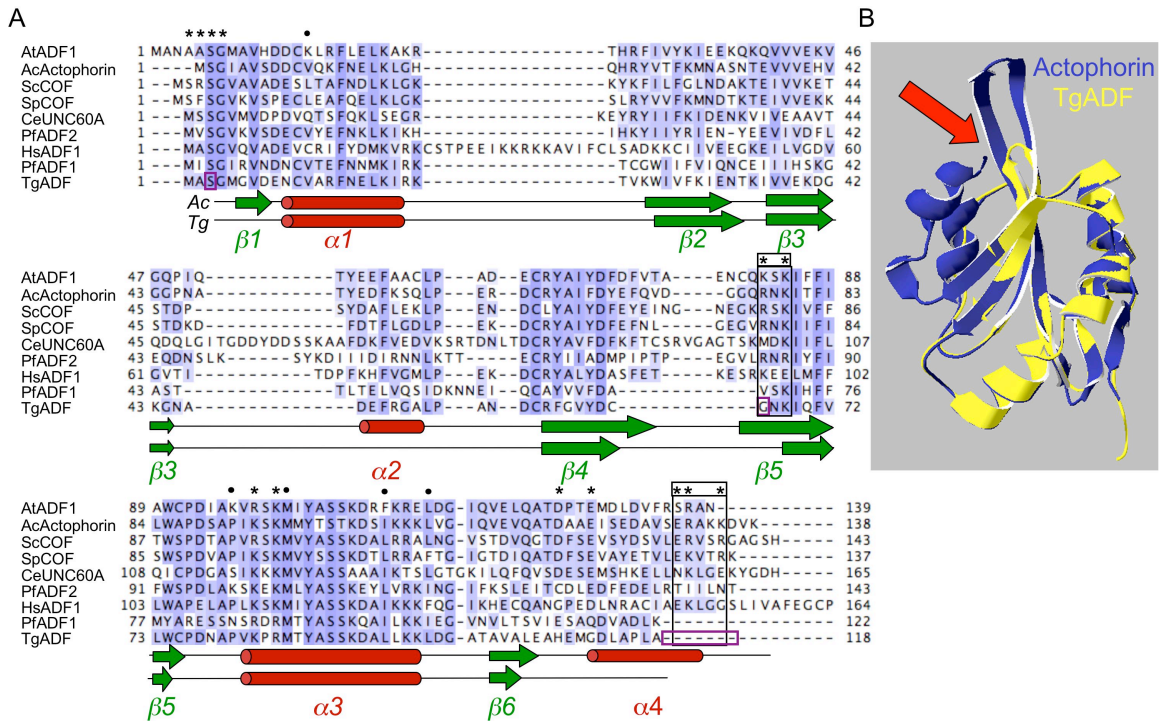 A
B
**** •
AtADF1 1 MANAASGMAVHDDCKLRFLELKAKR-----------------THRFIVYKIEEKQKQVVVEKV 46
AcActophorin 1 ----MSGIAVSDDCVQKFNELKLGH-----------------QHRYVTFKMNASNTEVVVEHV 42
ScCOF 1 --MSRSGVAVADESLTAFNDLKLGK-----------------YKFILFGLNDAKTEIVVKET 44
SpCOF 1 --MSFSGVKVSPECLEAFQELKLGK-----------------SLRYVVFKMNDTKTEIVVEKK 44
CeUNC60A 1 ---MSSGVMVDPDVQTSFQKLSEGR---------------KEYRYIIFKIDENKVIVEAAVT 44
PfADF2 1 ---MVSGVKVSDECVYEFNKLKIKH-----------------IHKYIIYRIEN-YEEVIVDFL 42
HsADF1 1 ---MASGVQVADEVCRIFYDMKVRKCSTPEEIKKRKKAVIFCLSADKKCIIVEEGKEILVGDV 60
PfADF1 1 ---MISGIRVNDNCVTEFNNMKIRK-----------------TCGWIIFVIQNCEIIIHSKG 42
TgADF 1 ---MASGMGVDENCVARFNELKIRK-----------------TVKWIVFKIENTKIVVEKDG 42
Ac
Tg
β1 α1 β2 β3
* *
AtADF1 47 GQPIQ------------TYEEFAACLP---AD--ECRYAIYDFDFVTA----ENCQKSKIFFI 88
AcActophorin 43 GGPNA------------TYEDFKSQLP---ER--DCRYAIFDYEFQVD-----GGQRNKITFI 83
ScCOF 45 STDP-------------SYDAFLEKLP---EN--DCLYAIYDFEYEING--NEGKRSKIVFF 87
SpCOF 45 STDKD-------------FDTFLGDLP---EK--DCRYAIFDFEFNL-----GEGVRNKIIFI 84
CeUNC60A 45 QDQLGITGDDYDDSSKAAFDKFVEDVKSRTDNLTDCRAVFDFKFTCSRVGAGTSKMDKILFML 107
PfADF2 43 EQDNSLK------SYKDIIIDIRNNLKTT----EDCRYIIADMPIPTP---EGVLRNRIYFI 90
HsADF1 61 GVTI-----------TDPFKHFVGMLP---EK--DCRYALYDASFET-----KESRKEELMFF 102
PfADF1 43 AST--------------TLTELVQSIDKNNEI--QCAYVVFDA-------------VSKIHFF 76
TgADF 43 KGNA---------------DEFRGALP---AN--DCRFGVYDC-------------GNKIQFV 72
β3 α2 β4 β5
• * *• • • * * ** *
AtADF1 89 AWCPDIAKVRSKMIYASSKDRFKRELDG-IQVELQATDPTEMDLDVFRSRAN---------- 139
AcActophorin 84 LWAPDSAPIKSKMMYTSTKDSIKKKLVG-IQVEVQATDAAEISEDAVSERAKKDVK------- 138
ScCOF 87 TWSPDTAPVRSKMVYASSKDALRRALNG-VSTDVQGTDFSEVSYDSVLERVSRGAGSH----- 143
SpCOF 85 SWSPDVAPIKSKMVYSSSKDTLRRAFTG-IGTDIQATDFSEVAYETVLEKVTRK--------- 137
CeUNC60A 108 QICPDGASIKKKMVYASSAAAIKTSLGTGKILQFQVSDESEMSHKELLNKLGEKYGDH----- 165
PfADF2 91 FWSPDLAKSKEKMLYASSKEYLVRKING-IFKSLEITCDLEDFEDELRTIILNT--------- 143
HsADF1 103 LWAPELAPLKSKMIYASSKDAIKKKFQG-IKHECQANGPEDLNRACIAEKLGGSLIVAFEGCP 164
PfADF1 77 MYARESSNSRDRMTYASSKQAILKKIEG-VNVLTSVIESAQDVADLK---------------- 122
TgADF 73 LWCPDNAPVKPRMTYASSKDALLKKLDG-ATAVALEAHEMGDLAPLA---------------- 118
β5 α3 β6 α4
Actophorin
TgADF